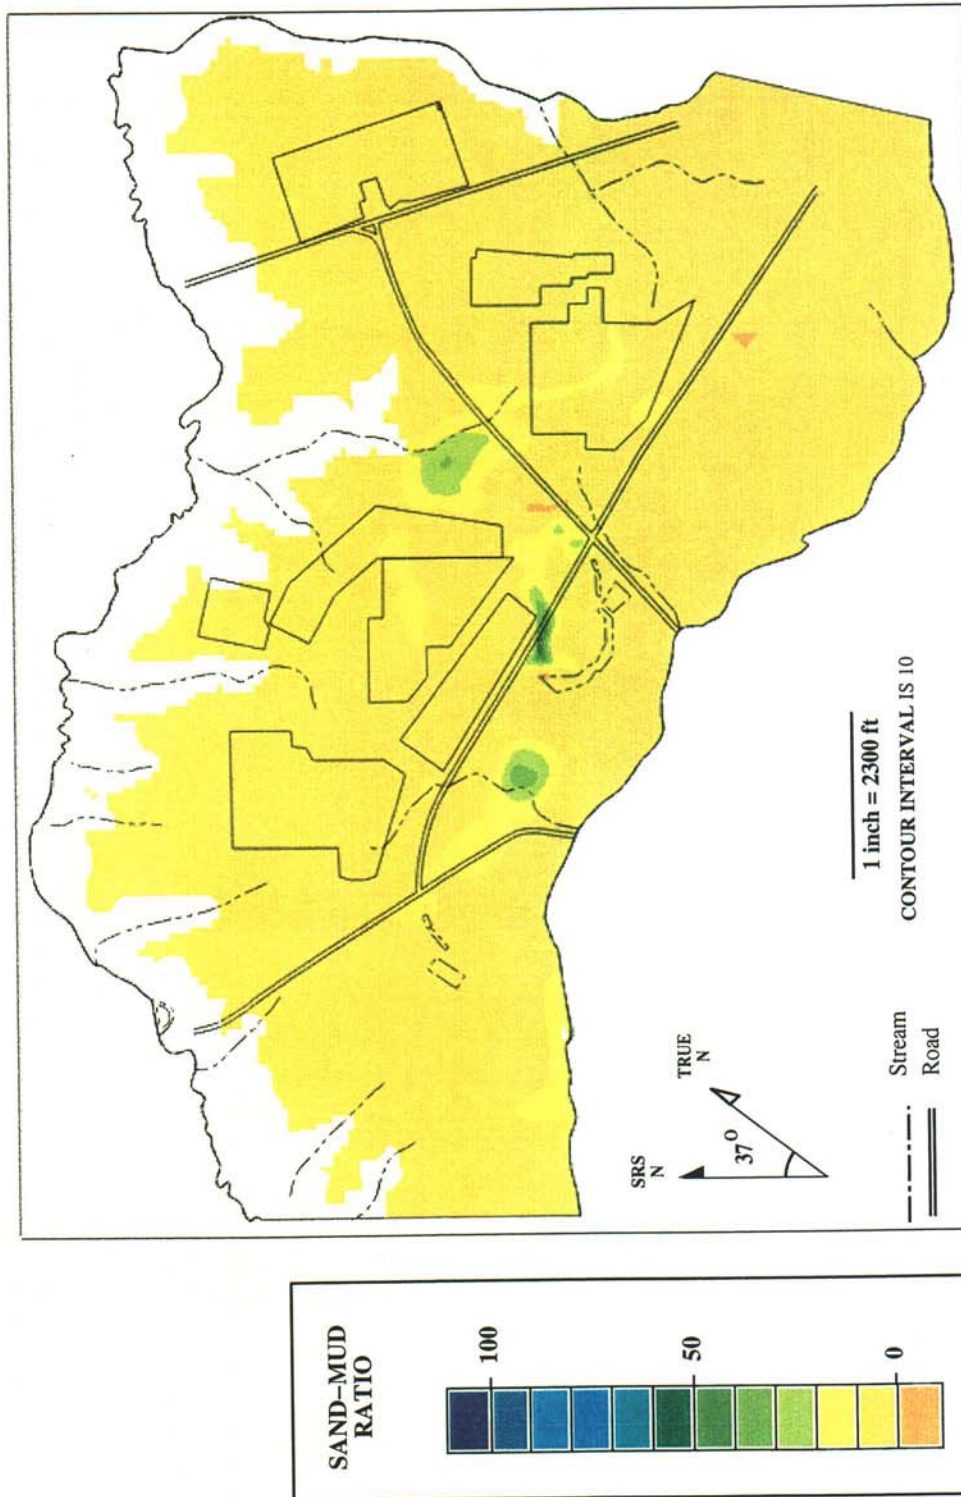 TRUE
N
SRS
N
37°
1 inch = 2300 ft
CONTOUR INTERVAL IS 10
Stream
Road
SAND-MUD
RATIO
100
50
0